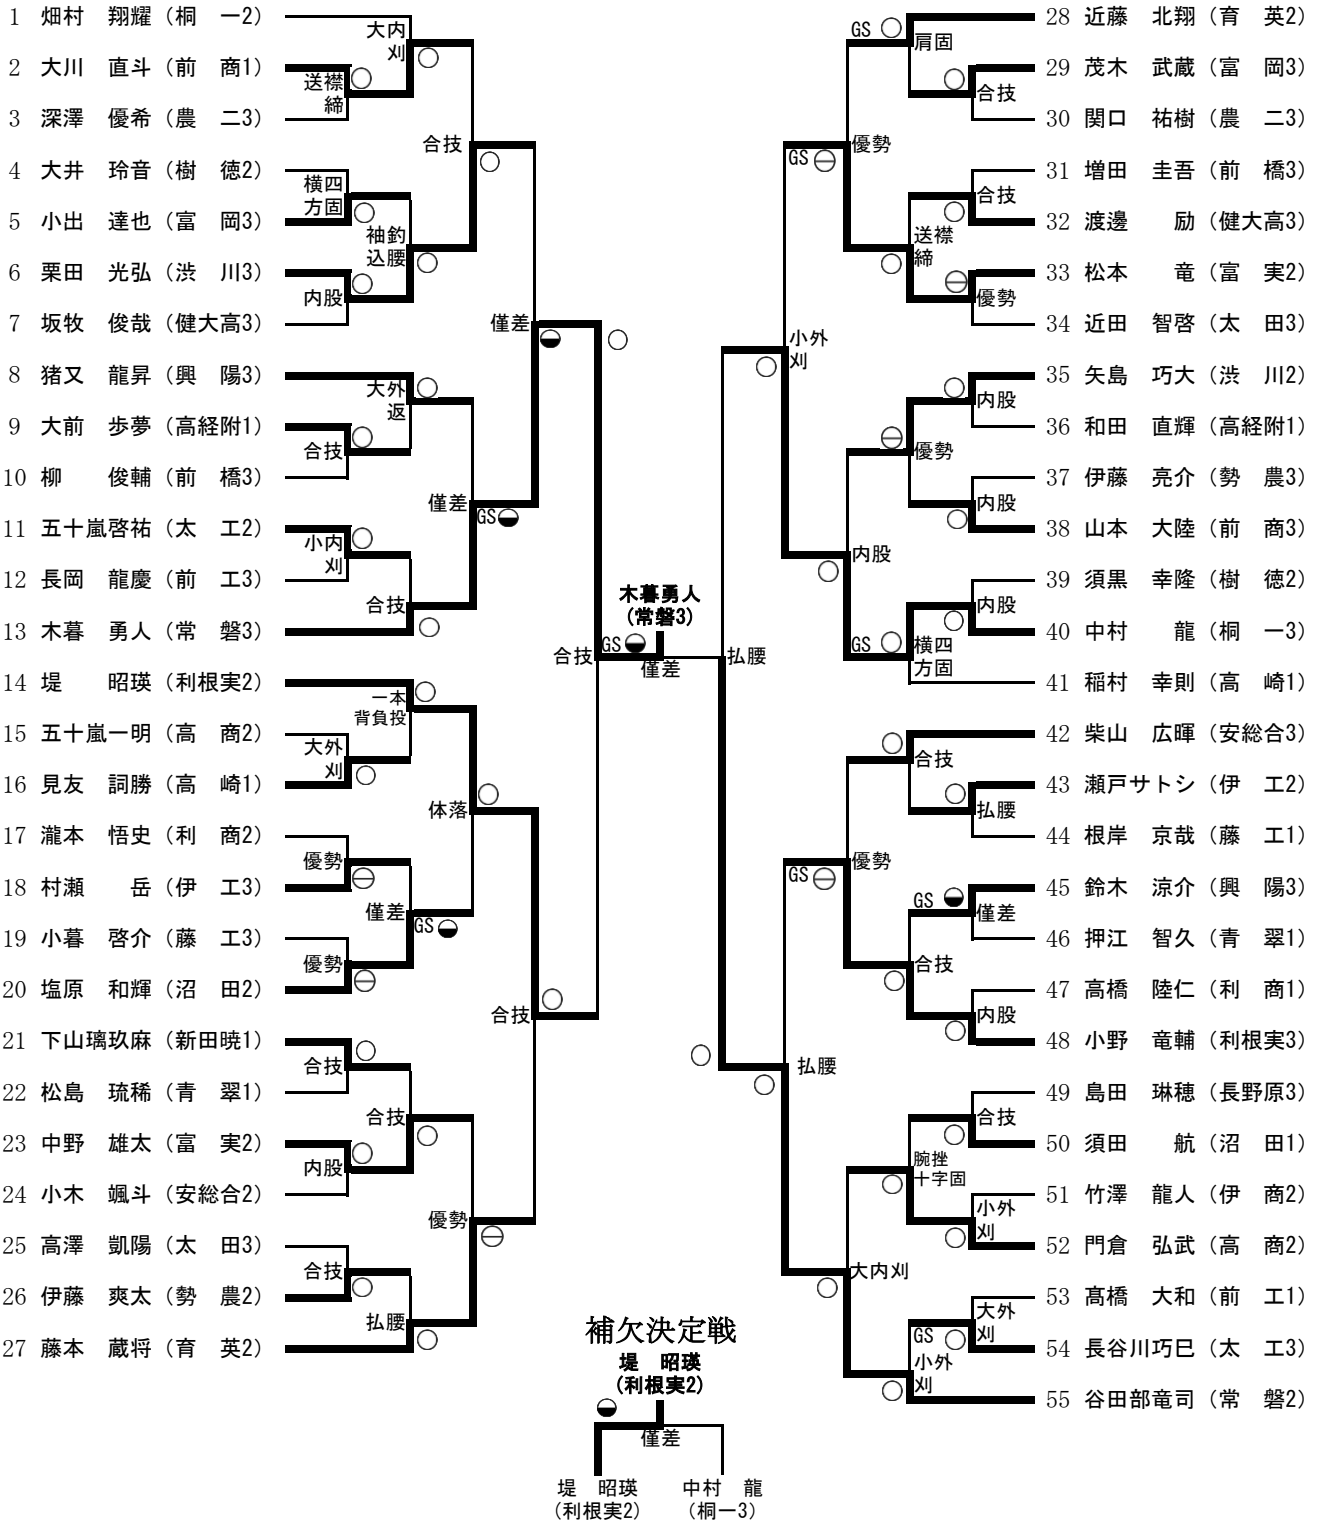 1 畑村　翔耀（桐　一2）
2 大川　直斗（前　商1）
3 深澤　優希（農　二3）
4 大井　玲音（樹　徳2）
5 小出　達也（富　岡3）
6 栗田　光弘（渋　川3）
7 坂牧　俊哉（健大高3）
8 猪又　龍昇（興　陽3）
9 大前　歩夢（高経附1）
10 柳　　俊輔（前　橋3）
11 五十嵐啓祐（太　工2）
12 長岡　龍慶（前　工3）
13 木暮　勇人（常　磐3）
14 堤　　昭瑛（利根実2）
15 五十嵐一明（高　商2）
16 見友　詞勝（高　崎1）
17 瀧本　悟史（利　商2）
18 村瀬　　岳（伊　工3）
19 小暮　啓介（藤　工3）
20 塩原　和輝（沼　田2）
21 下山璃玖麻（新田暁1）
22 松島　琉稀（青　翠1）
23 中野　雄太（富　実2）
24 小木　颯斗（安総合2）
25 高澤　凱陽（太　田3）
26 伊藤　爽太（勢　農2）
27 藤本　蔵将（育　英2）
送襟
締
横四
方固
内股
合技
小内
刈
大外
刈
優勢
優勢
合技
内股
合技
大内
刈
袖釣
込腰
大外
返
合技
一本
背負投
僅差
合技
払腰
合技
僅差
GS
体落
GS
優勢
僅差
合技
合技
木暮勇人
(常磐3)
GS
僅差
払腰
小外
刈
払腰
GS
優勢
内股
GS
優勢
大内刈
GS
肩固
送襟
締
優勢
GS
横四
方固
合技
GS
合技
腕挫
十字固
GS
小外
刈
合技
合技
優勢
内股
内股
内股
払腰
僅差
内股
合技
小外
刈
大外
刈
28 近藤　北翔（育　英2）
29 茂木　武蔵（富　岡3）
30 関口　祐樹（農　二3）
31 増田　圭吾（前　橋3）
32 渡邊　　励（健大高3）
33 松本　　竜（富　実2）
34 近田　智啓（太　田3）
35 矢島　巧大（渋　川2）
36 和田　直輝（高経附1）
37 伊藤　亮介（勢　農3）
38 山本　大陸（前　商3）
39 須黒　幸隆（樹　徳2）
40 中村　　龍（桐　一3）
41 稲村　幸則（高　崎1）
42 柴山　広暉（安総合3）
43 瀬戸サトシ（伊　工2）
44 根岸　京哉（藤　工1）
45 鈴木　涼介（興　陽3）
46 押江　智久（青　翠1）
47 高橋　陸仁（利　商1）
48 小野　竜輔（利根実3）
49 島田　琳穂（長野原3）
50 須田　　航（沼　田1）
51 竹澤　龍人（伊　商2）
52 門倉　弘武（高　商2）
53 髙橋　大和（前　工1）
54 長谷川巧巳（太　工3）
55 谷田部竜司（常　磐2）
補欠決定戦
堤　昭瑛
(利根実2)
僅差
堤　昭瑛
(利根実2)
中村　龍
(桐一3)